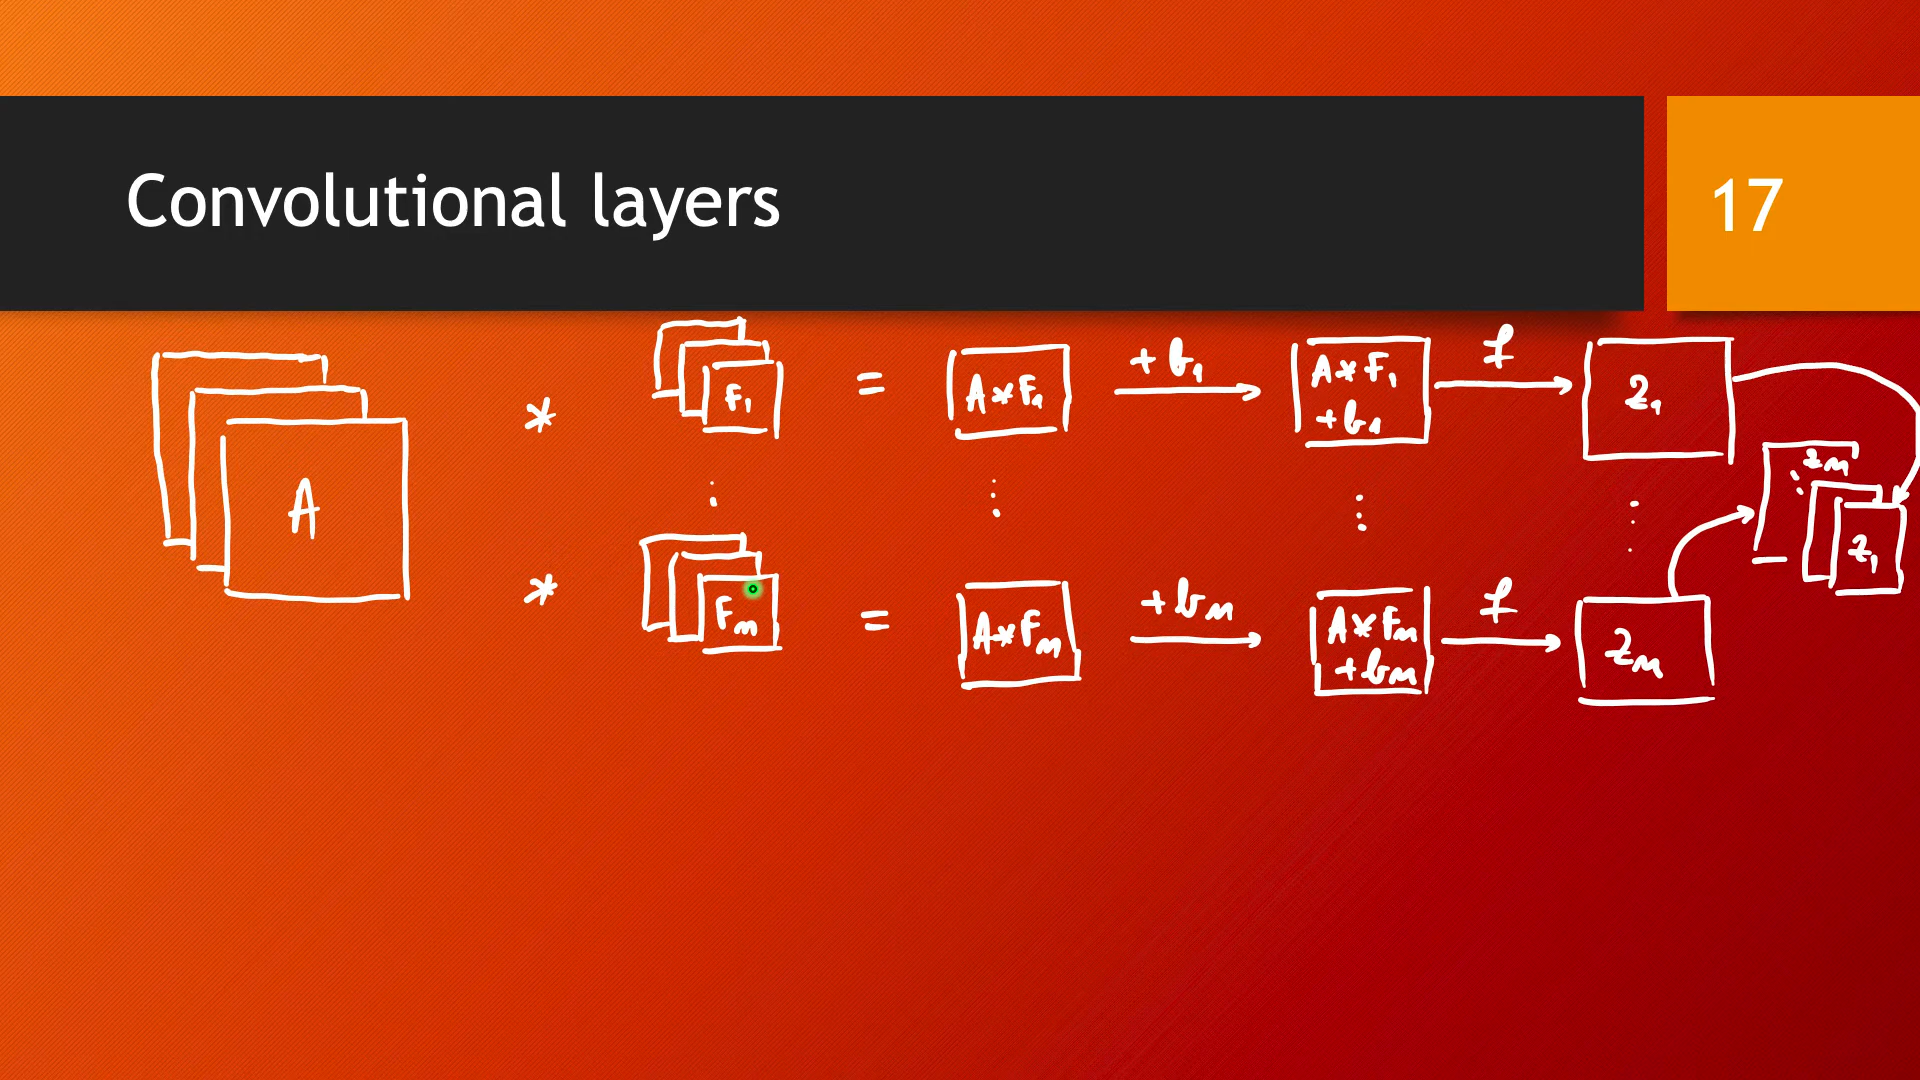 Convolutional layers
17
A * F₁ = A*F₁ +b₁ A*F₁ +b₁ f z₁
⋮ ⋮ ⋮ ⋮
* Fₘ = A*Fₘ +bₘ A*Fₘ +bₘ f zₘ
zₘ
⋱
z₁